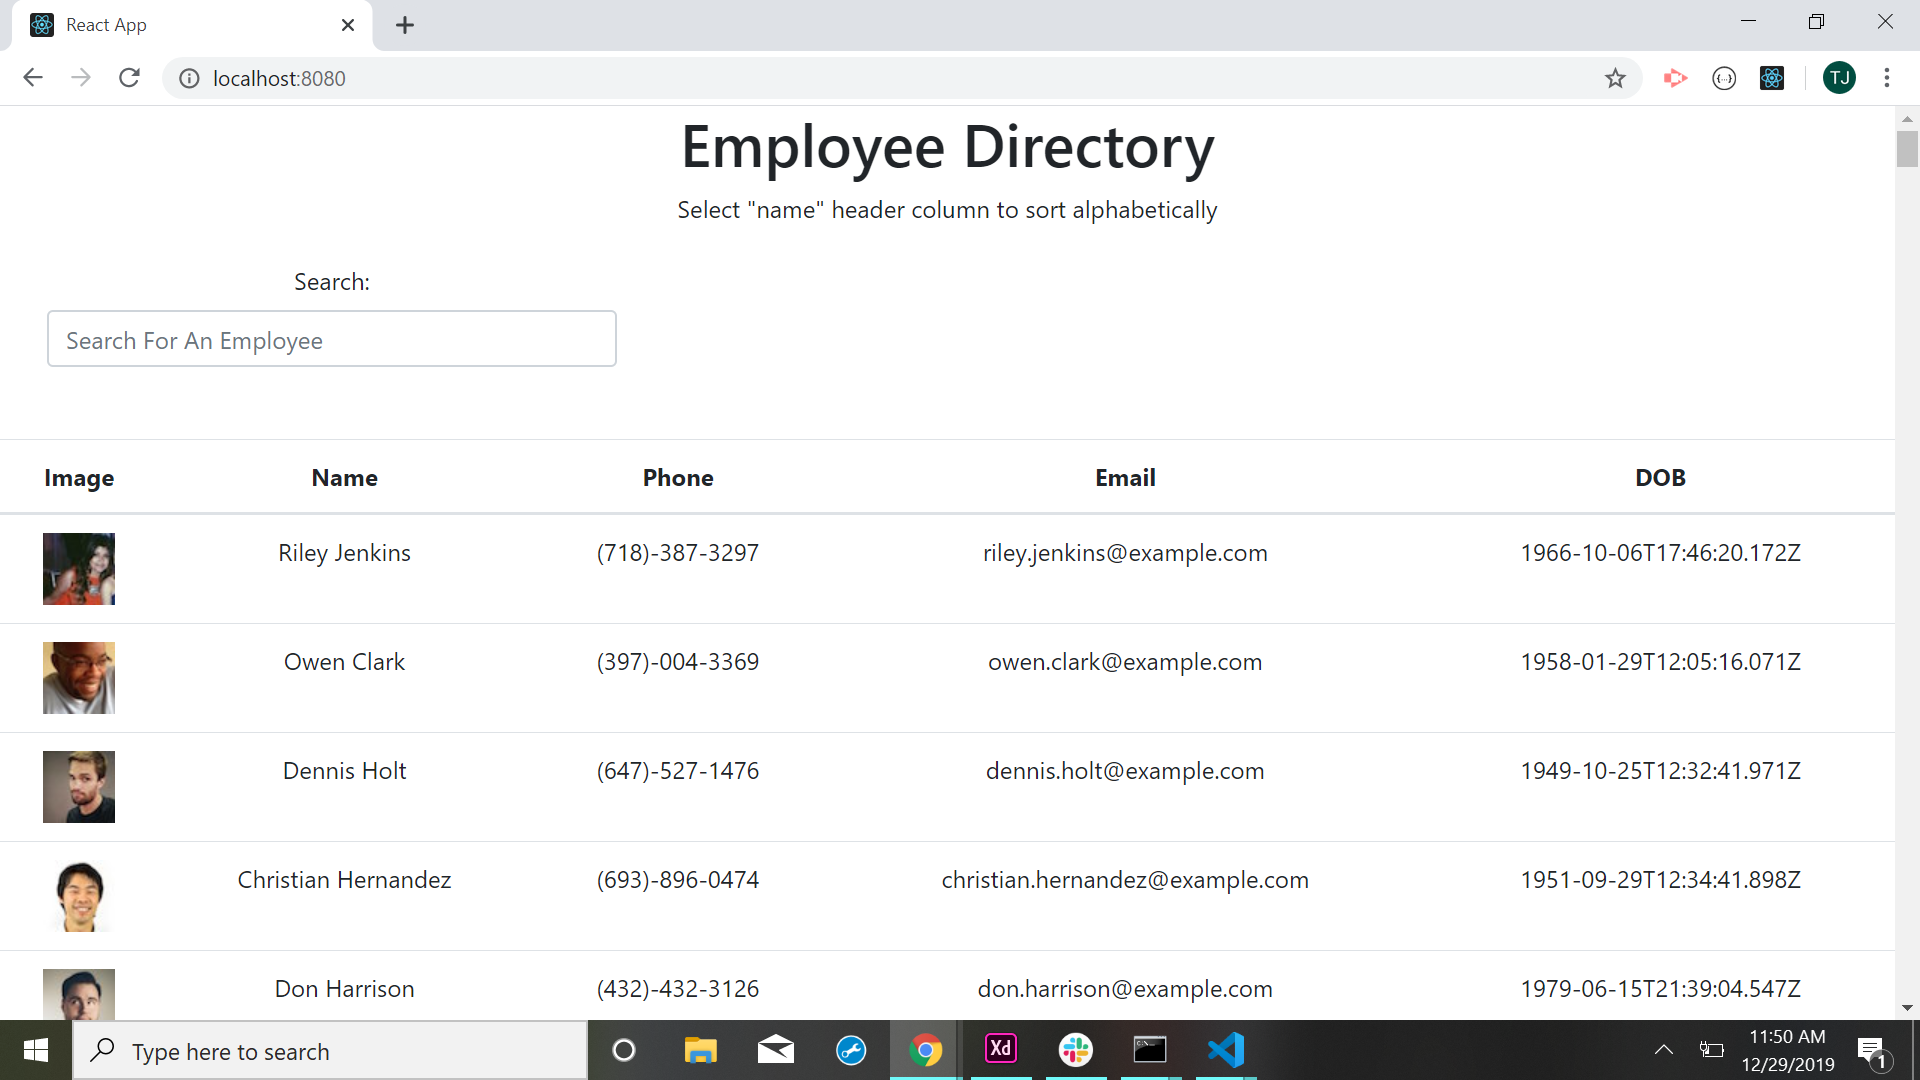 React App
localhost:8080
TJ
Employee Directory
Select "name" header column to sort alphabetically
Search:
Search For An Employee
Image Name Phone Email DOB
Riley Jenkins (718)-387-3297 riley.jenkins@example.com 1966-10-06T17:46:20.172Z
Owen Clark (397)-004-3369 owen.clark@example.com 1958-01-29T12:05:16.071Z
Dennis Holt (647)-527-1476 dennis.holt@example.com 1949-10-25T12:32:41.971Z
Christian Hernandez (693)-896-0474 christian.hernandez@example.com 1951-09-29T12:34:41.898Z
Don Harrison (432)-432-3126 don.harrison@example.com 1979-06-15T21:39:04.547Z
Type here to search
Xd
11:50 AM
12/29/2019
1